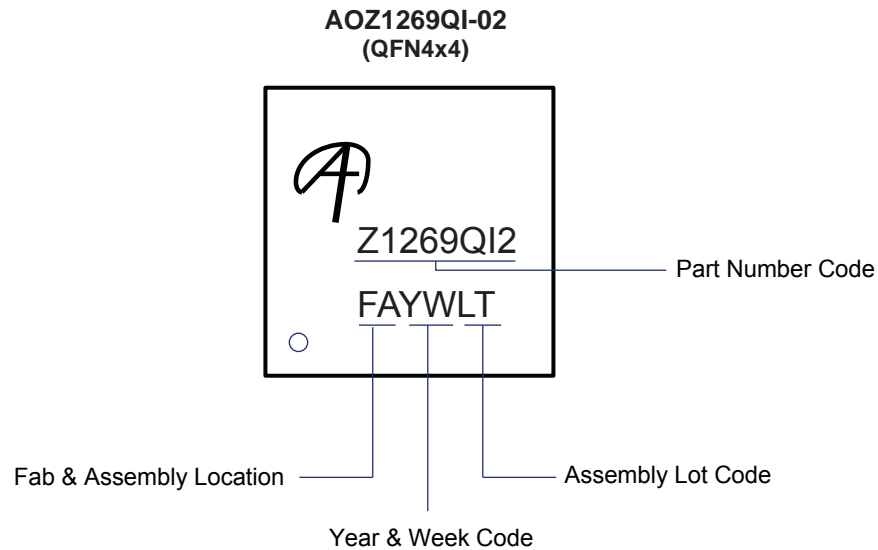 AOZ1269QI-02
(QFN4x4)
Z1269QI2
Part Number Code
FAYWLT
Fab & Assembly Location
Assembly Lot Code
Year & Week Code